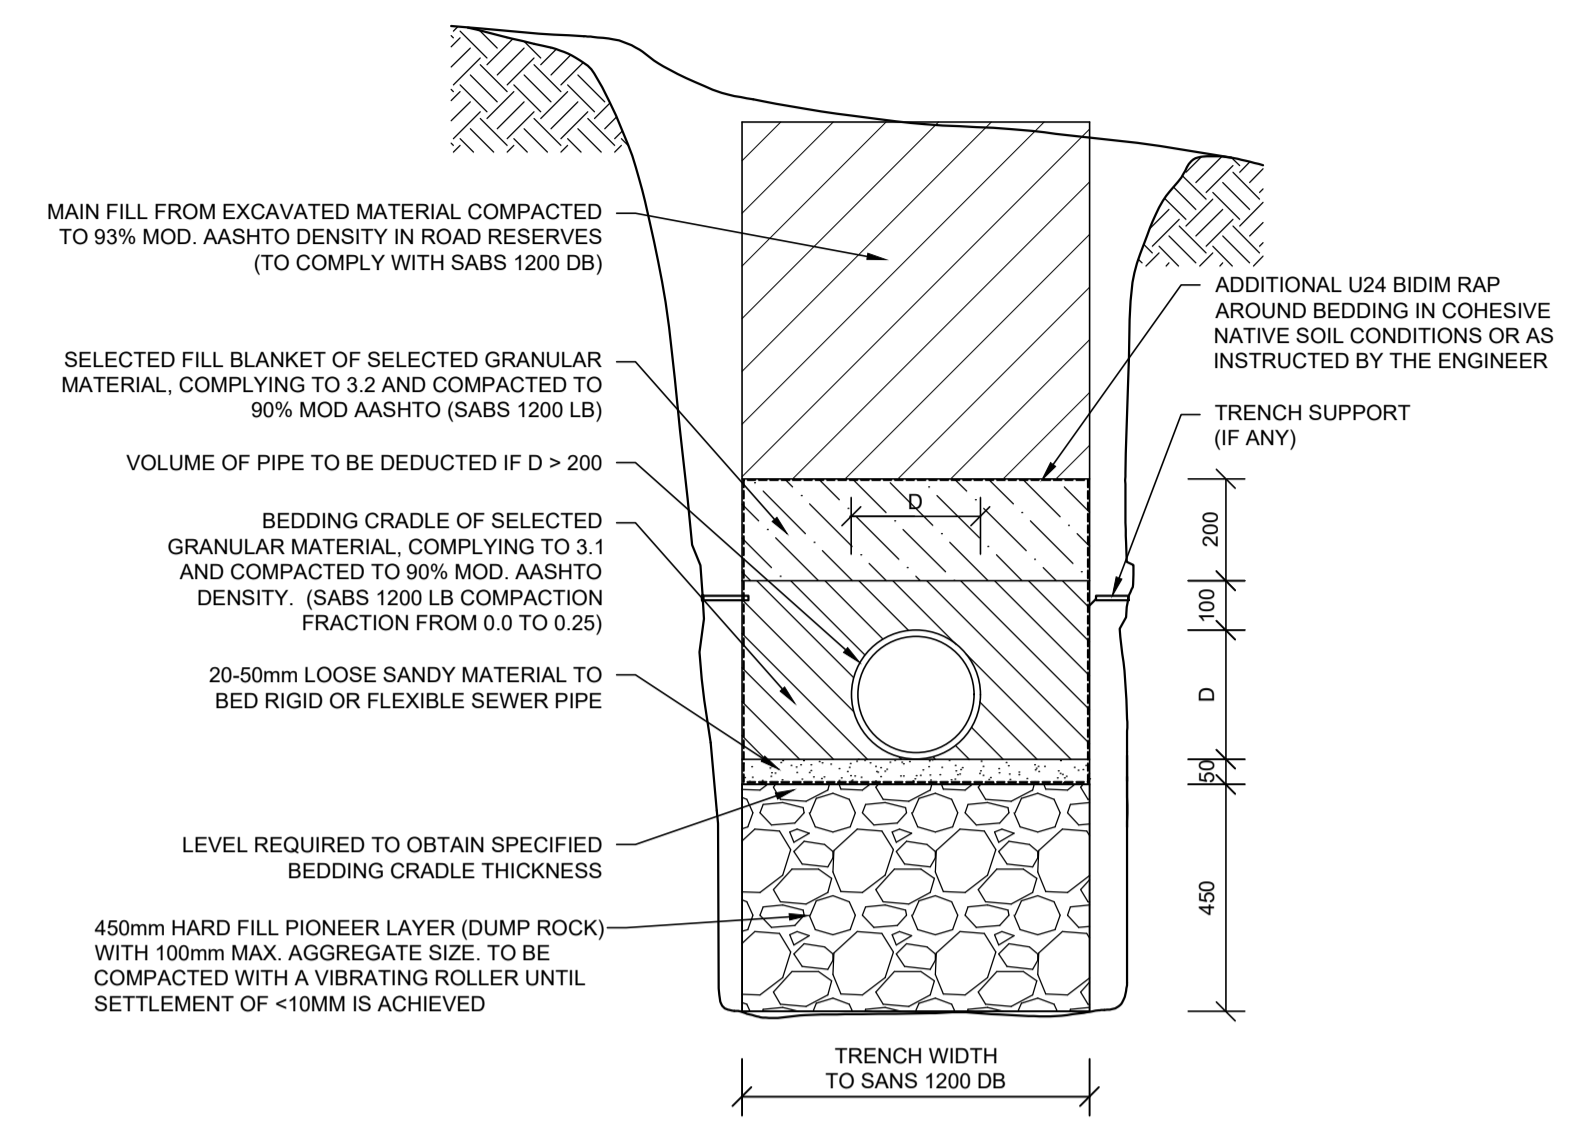 MAIN FILL FROM EXCAVATED MATERIAL COMPACTED
TO 93% MOD. AASHTO DENSITY IN ROAD RESERVES
(TO COMPLY WITH SABS 1200 DB)
SELECTED FILL BLANKET OF SELECTED GRANULAR
MATERIAL, COMPLYING TO 3.2 AND COMPACTED TO
90% MOD AASHTO (SABS 1200 LB)
VOLUME OF PIPE TO BE DEDUCTED IF D > 200
BEDDING CRADLE OF SELECTED
GRANULAR MATERIAL, COMPLYING TO 3.1
AND COMPACTED TO 90% MOD. AASHTO
DENSITY. (SABS 1200 LB COMPACTION
FRACTION FROM 0.0 TO 0.25)
20-50mm LOOSE SANDY MATERIAL TO
BED RIGID OR FLEXIBLE SEWER PIPE
LEVEL REQUIRED TO OBTAIN SPECIFIED
BEDDING CRADLE THICKNESS
450mm HARD FILL PIONEER LAYER (DUMP ROCK)
WITH 100mm MAX. AGGREGATE SIZE. TO BE
COMPACTED WITH A VIBRATING ROLLER UNTIL
SETTLEMENT OF <10MM IS ACHIEVED
D
ADDITIONAL U24 BIDIM RAP
AROUND BEDDING IN COHESIVE
NATIVE SOIL CONDITIONS OR AS
INSTRUCTED BY THE ENGINEER
TRENCH SUPPORT
(IF ANY)
200
100
D
50
450
TRENCH WIDTH
TO SANS 1200 DB